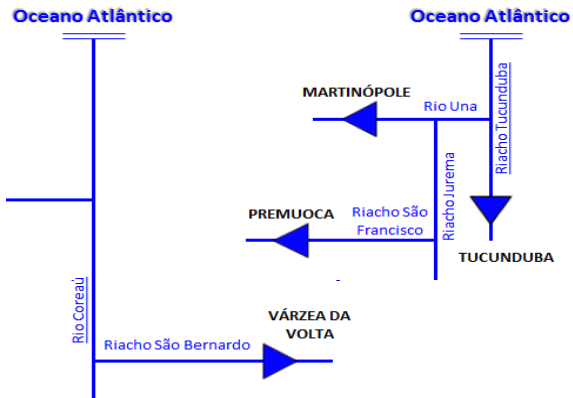 Oceano Atlântico
Oceano Atlântico
MARTINÓPOLE
Rio Una
Riacho Tucunduba
Riacho Jurema
PREMUOCA
Riacho São
Francisco
TUCUNDUBA
Rio Coreaú
VÁRZEA DA
VOLTA
Riacho São Bernardo